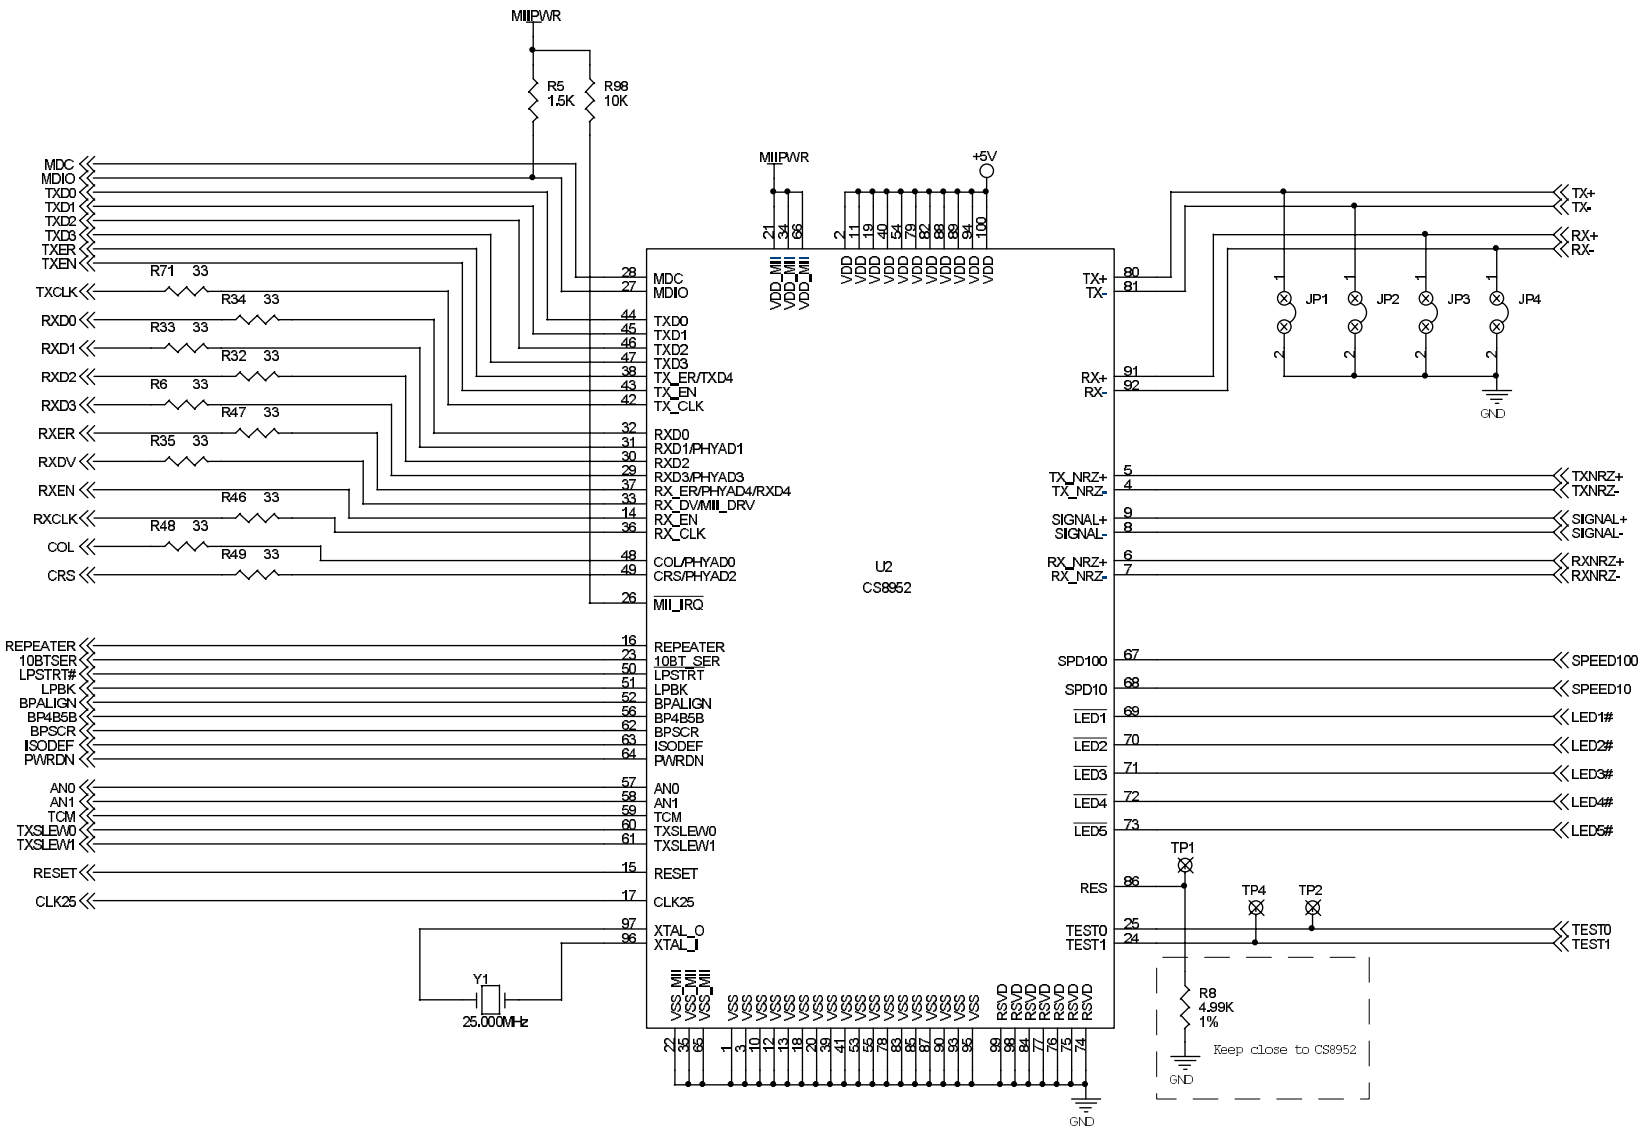 MIIPWR
R5
1.5K
R98
10K
MDC
MDIO
TXD0
TXD1
TXD2
TXD3
TXER
TXEN
R71 33
TXCLK
R34 33
RXD0
R33 33
RXD1
R32 33
RXD2
R6 33
RXD3
R47 33
RXER
R35 33
RXDV
RXEN
R46 33
RXCLK
R48 33
COL
R49 33
CRS
REPEATER
10BTSER
LPSTRT#
LPBK
BPALIGN
BP4B5B
BPSCR
ISODEF
PWRDN
AN0
AN1
TCM
TXSLEW0
TXSLEW1
RESET
CLK25
Y1
25.000MHz
MIIPWR
+5V
21 34 66
2 11 19 40 54 79 82 88 89 94 100
VDD_MII VDD_MII VDD_MII
VDD VDD VDD VDD VDD VDD VDD VDD VDD VDD VDD
28 MDC
27 MDIO
44 TXD0
45 TXD1
46 TXD2
47 TXD3
38 TX_ER/TXD4
43 TX_EN
42 TX_CLK
32 RXD0
31 RXD1/PHYAD1
30 RXD2
29 RXD3/PHYAD3
37 RX_ER/PHYAD4/RXD4
33 RX_DV/MII_DRV
14 RX_EN
36 RX_CLK
48 COL/PHYAD0
49 CRS/PHYAD2
26 MII_IRQ
16 REPEATER
23 10BT_SER
50 LPSTRT
51 LPBK
52 BPALIGN
56 BP4B5B
62 BPSCR
63 ISODEF
64 PWRDN
57 AN0
58 AN1
59 TCM
60 TXSLEW0
61 TXSLEW1
15 RESET
17 CLK25
97 XTAL_O
96 XTAL_I
U2
CS8952
TX+ 80
TX- 81
RX+ 91
RX- 92
TX_NRZ+ 5
TX_NRZ- 4
SIGNAL+ 9
SIGNAL- 8
RX_NRZ+ 6
RX_NRZ- 7
SPD100 67
SPD10 68
LED1 69
LED2 70
LED3 71
LED4 72
LED5 73
RES 86
TEST0 25
TEST1 24
VSS_MII VSS_MII VSS_MII
VSS VSS VSS VSS VSS VSS VSS VSS VSS VSS VSS VSS VSS VSS VSS VSS VSS VSS
RSVD RSVD RSVD RSVD RSVD RSVD RSVD
22 35 65
1 3 10 12 13 18 20 39 41 53 55 78 83 85 87 90 93 95
99 98 84 77 76 75 74
GND
TX+
TX-
RX+
RX-
1 1 1 1
JP1 JP2 JP3 JP4
2 2 2 2
GND
TXNRZ+
TXNRZ-
SIGNAL+
SIGNAL-
RXNRZ+
RXNRZ-
SPEED100
SPEED10
LED1#
LED2#
LED3#
LED4#
LED5#
TP1
TP4 TP2
TEST0
TEST1
R8
4.99K
1%
Keep close to CS8952
GND